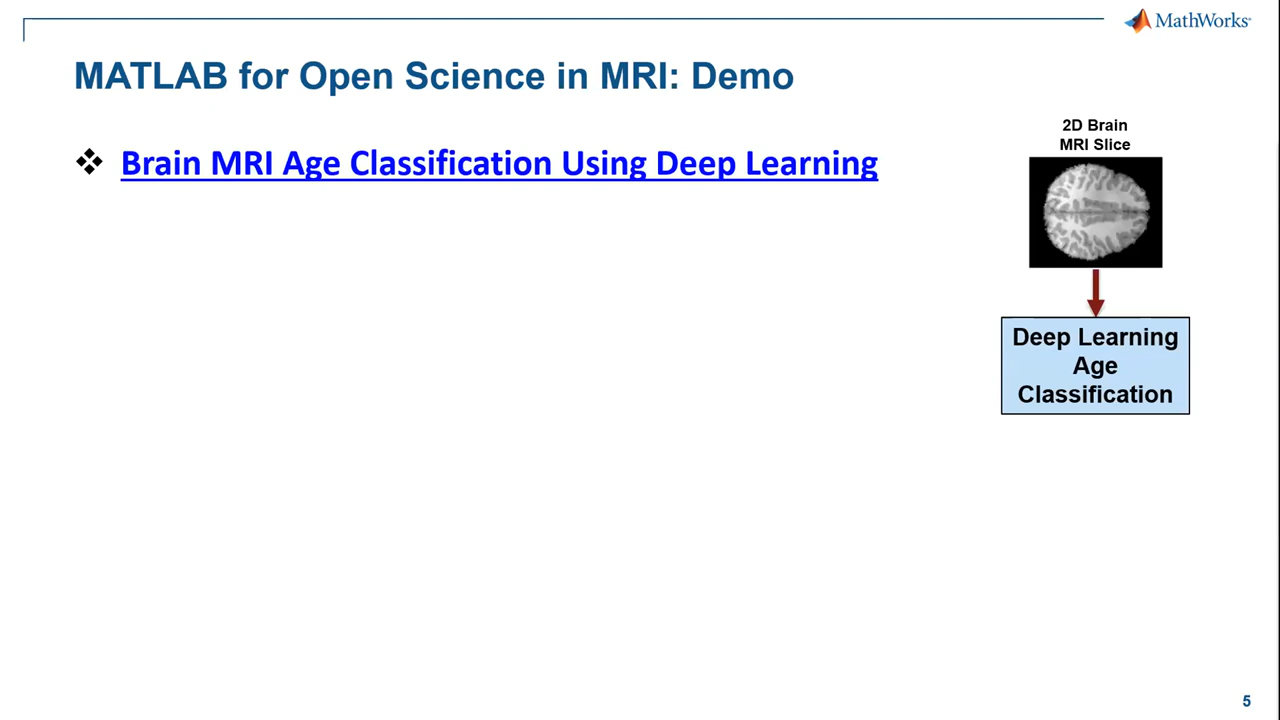 MathWorks®
MATLAB for Open Science in MRI: Demo
❖ Brain MRI Age Classification Using Deep Learning
2D Brain
MRI Slice
Deep Learning
Age
Classification
5